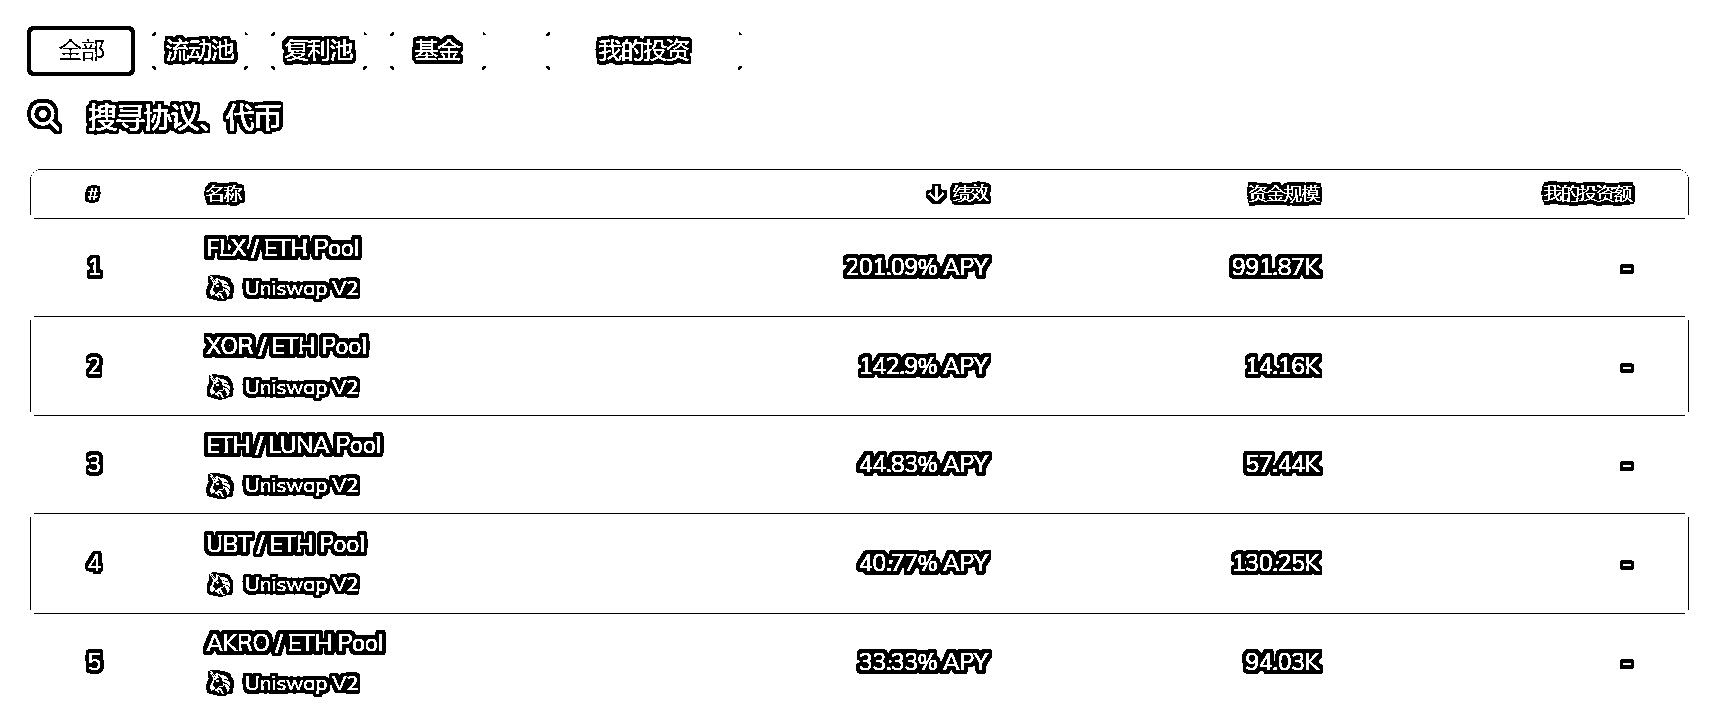 全部 流动池 复利池 基金 我的投资
搜寻协议、代币
# 名称 ↓ 绩效 资金规模 我的投资额
1 FLX / ETH Pool 201.09% APY 991.87K –
Uniswap V2
2 XOR / ETH Pool 142.9% APY 14.16K –
Uniswap V2
3 ETH / LUNA Pool 44.83% APY 57.44K –
Uniswap V2
4 UBT / ETH Pool 40.77% APY 130.25K –
Uniswap V2
5 AKRO / ETH Pool 33.33% APY 94.03K –
Uniswap V2